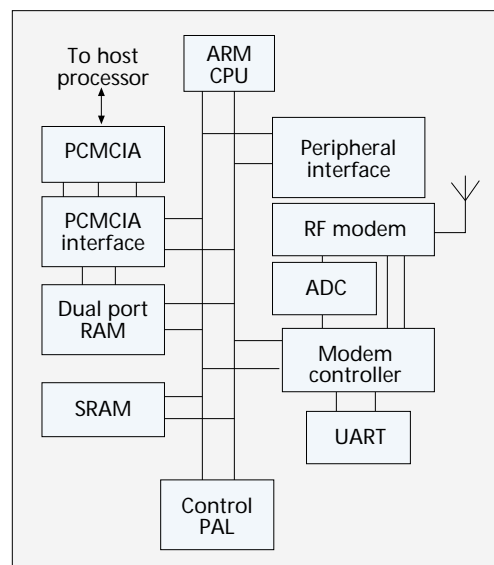 To host
processor
ARM
CPU
PCMCIA
Peripheral
interface
PCMCIA
interface
RF modem
ADC
Dual port
RAM
Modem
controller
SRAM
UART
Control
PAL